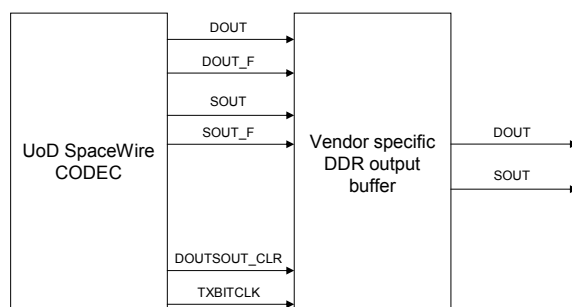 DOUT
DOUT_F
SOUT
SOUT_F
UoD SpaceWire
CODEC
Vendor specific
DDR output
buffer
DOUT
SOUT
DOUTSOUT_CLR
TXBITCLK